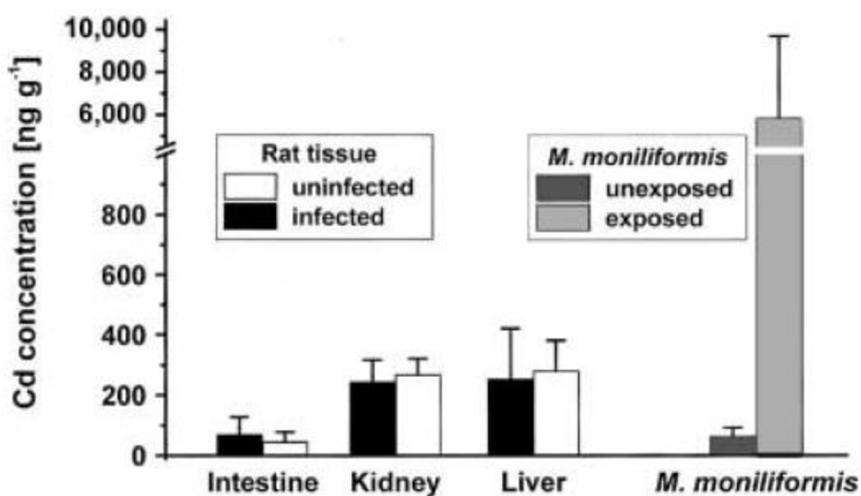 Cd concentration [ng g⁻¹]
10,000
8,000
6,000
800
600
400
200
0
Rat tissue
uninfected
infected
M. moniliformis
unexposed
exposed
Intestine Kidney Liver M. moniliformis